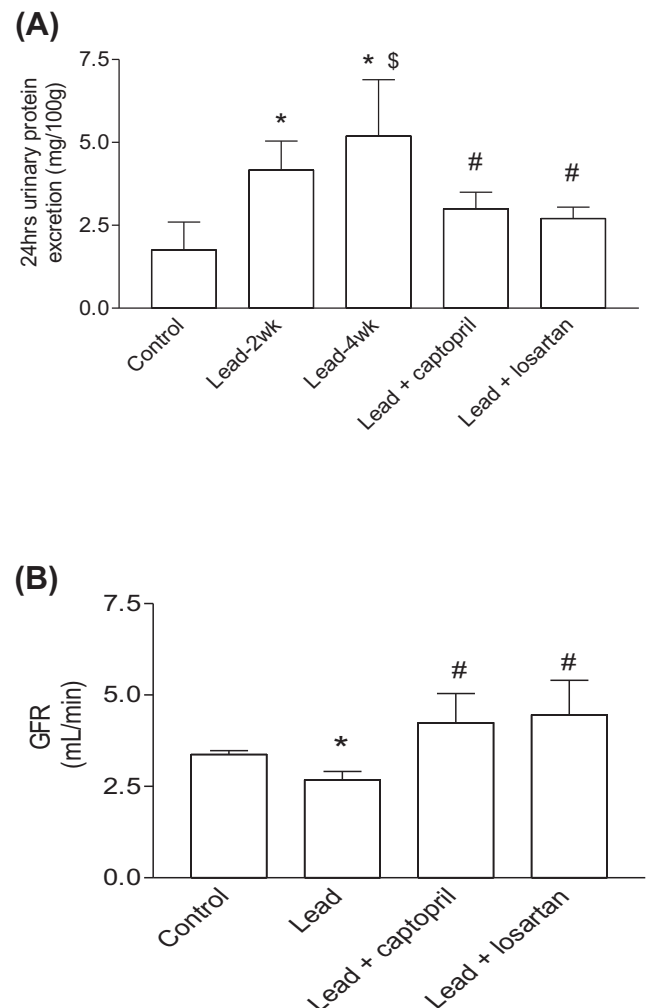 (A)
24hrs urinary protein
excretion (mg/100g)
7.5
5.0
2.5
0.0
*
* $
#
#
Control
Lead-2wk
Lead-4wk
Lead + captopril
Lead + losartan
(B)
GFR
(mL/min)
7.5
5.0
2.5
0.0
*
#
#
Control
Lead
Lead + captopril
Lead + losartan